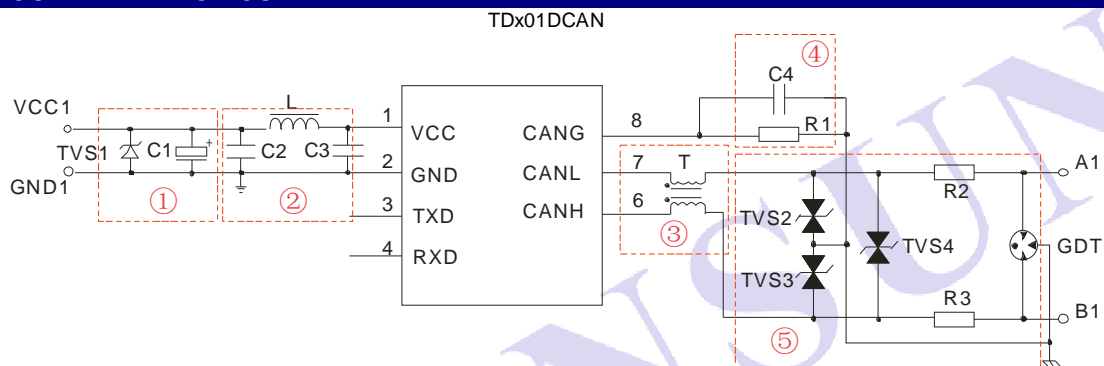 TDx01DCAN
④
C4
R1
VCC1
L
1
VCC
CANG
8
TVS1
C1
+
C2
C3
2
GND
CANL
7
T
A1
GND1
R2
①
②
3
TXD
CANH
6
③
TVS2
TVS4
GDT
4
RXD
TVS3
R3
B1
⑤
NSUN